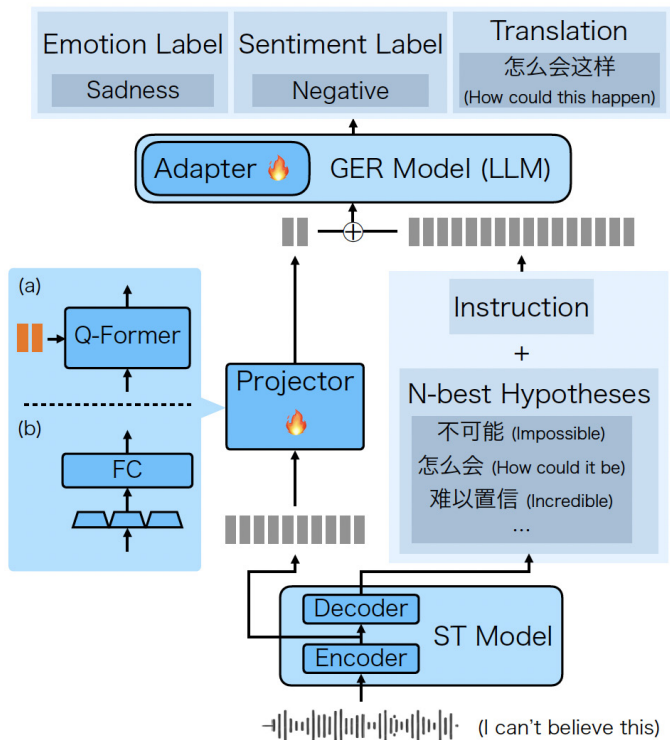 Emotion Label
Sadness
Sentiment Label
Negative
Translation
怎么会这样
(How could this happen)
Adapter
GER Model (LLM)
(a)
Q-Former
(b)
FC
Projector
Instruction
+
N-best Hypotheses
不可能 (Impossible)
怎么会 (How could it be)
难以置信 (Incredible)
...
Decoder
Encoder
ST Model
(I can't believe this)